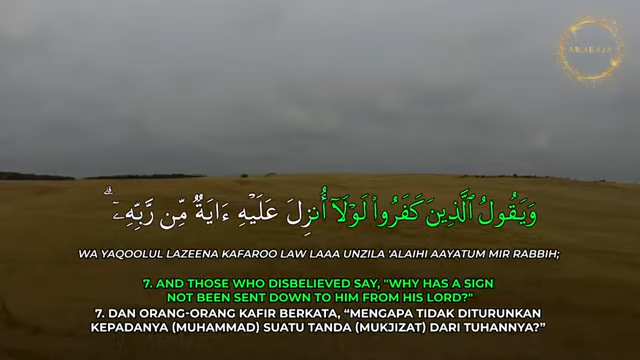 AMARAJA
وَيَقُولُ ٱلَّذِينَ كَفَرُوا۟ لَوْلَآ أُنزِلَ عَلَيْهِ ءَايَةٌ مِّن رَّبِّهِۦٓ ۗ
WA YAQOOLUL LAZEENA KAFAROO LAW LAAA UNZILA 'ALAIHI AAYATUM MIR RABBIH;
7. AND THOSE WHO DISBELIEVED SAY, "WHY HAS A SIGN
NOT BEEN SENT DOWN TO HIM FROM HIS LORD?"
7. DAN ORANG-ORANG KAFIR BERKATA, “MENGAPA TIDAK DITURUNKAN
KEPADANYA (MUHAMMAD) SUATU TANDA (MUKJIZAT) DARI TUHANNYA?”